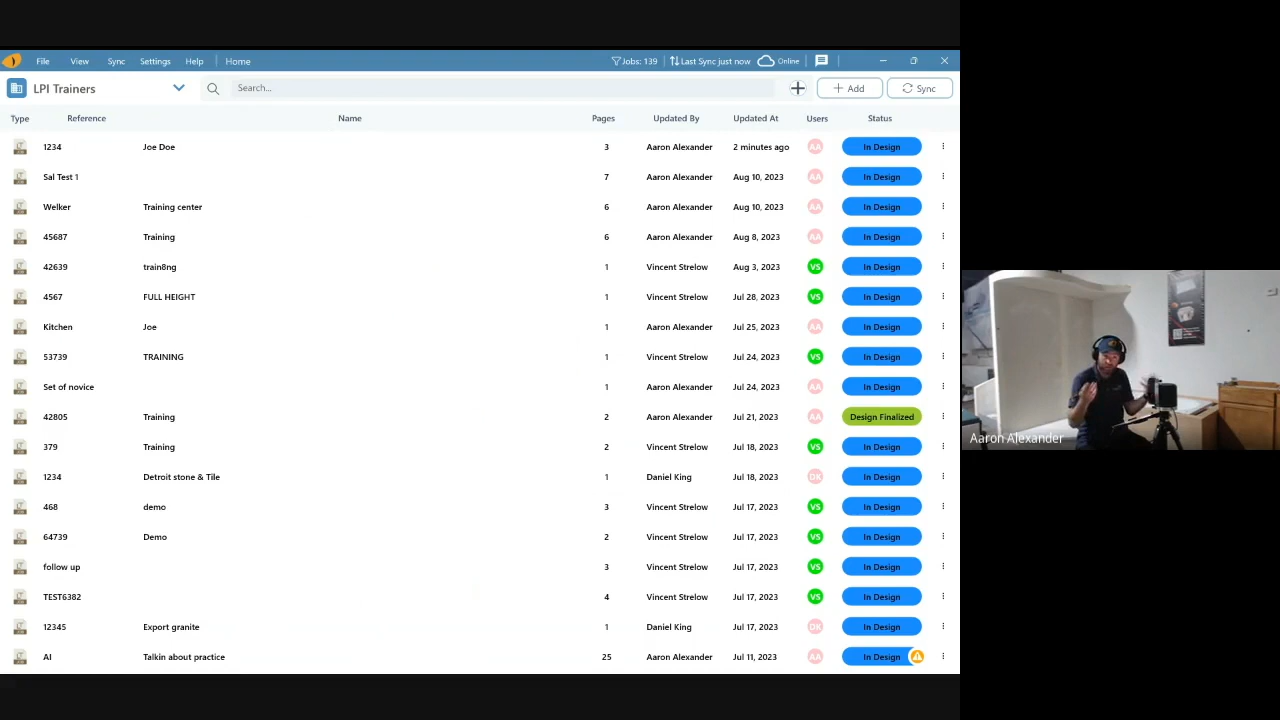 File View Sync Settings Help Home Jobs: 139 Last Sync just now Online
LPI Trainers Search... Add Sync
Type Reference Name Pages Updated By Updated At Users Status
1234 Joe Doe 3 Aaron Alexander 2 minutes ago AA In Design
Sal Test 1 7 Aaron Alexander Aug 10, 2023 AA In Design
Welker Training center 6 Aaron Alexander Aug 10, 2023 AA In Design
45687 Training 6 Aaron Alexander Aug 8, 2023 AA In Design
42639 train8ng 1 Vincent Strelow Aug 3, 2023 VS In Design
4567 FULL HEIGHT 1 Vincent Strelow Jul 28, 2023 VS In Design
Kitchen Joe 1 Aaron Alexander Jul 25, 2023 AA In Design
53739 TRAINING 1 Vincent Strelow Jul 24, 2023 VS In Design
Set of novice 1 Aaron Alexander Jul 24, 2023 AA In Design
42805 Training 2 Aaron Alexander Jul 21, 2023 AA Design Finalized
379 Training 2 Vincent Strelow Jul 18, 2023 VS In Design
1234 Detroit stone & Tile 1 Daniel King Jul 18, 2023 DK In Design
468 demo 3 Vincent Strelow Jul 17, 2023 VS In Design
64739 Demo 2 Vincent Strelow Jul 17, 2023 VS In Design
follow up 3 Vincent Strelow Jul 17, 2023 VS In Design
TEST6382 4 Vincent Strelow Jul 17, 2023 VS In Design
12345 Export granite 1 Daniel King Jul 17, 2023 DK In Design
AI Talkin about practice 25 Aaron Alexander Jul 11, 2023 AA In Design
Aaron Alexander